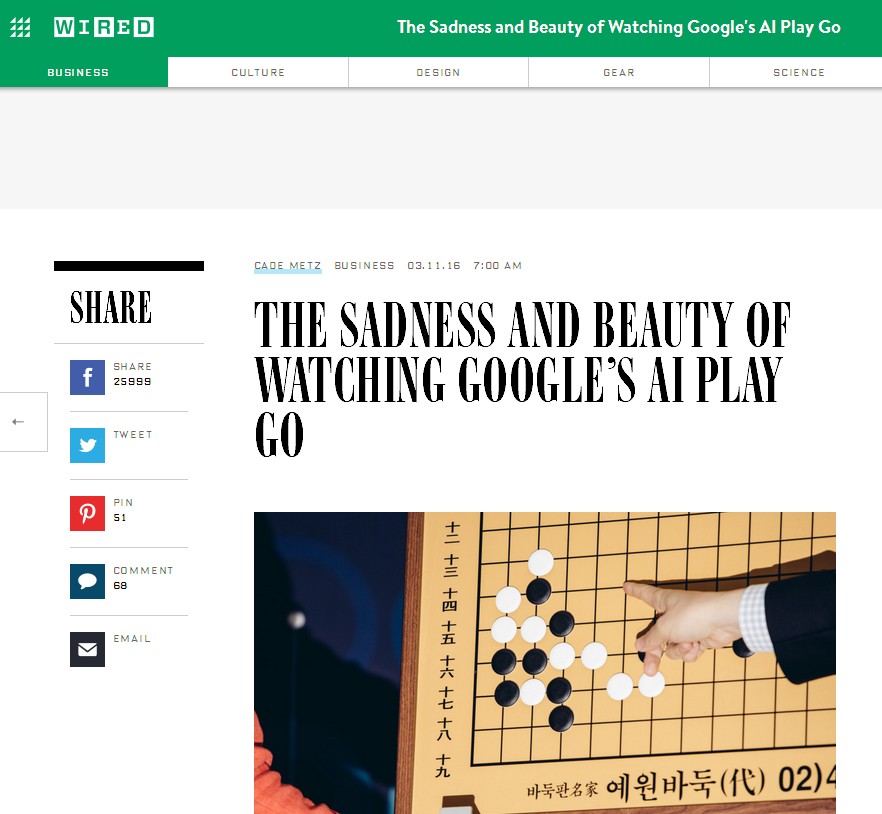 WIRED
The Sadness and Beauty of Watching Google's AI Play Go
BUSINESS
CULTURE
DESIGN
GEAR
SCIENCE
CADE METZ BUSINESS 03.11.16 7:00 AM
THE SADNESS AND BEAUTY OF
WATCHING GOOGLE'S AI PLAY
GO
SHARE
SHARE
25999
TWEET
PIN
51
COMMENT
68
EMAIL
←
十二
十三
十四
十五
十六
十七
十八
十九
바둑판名家 예원바둑(代) 02)4